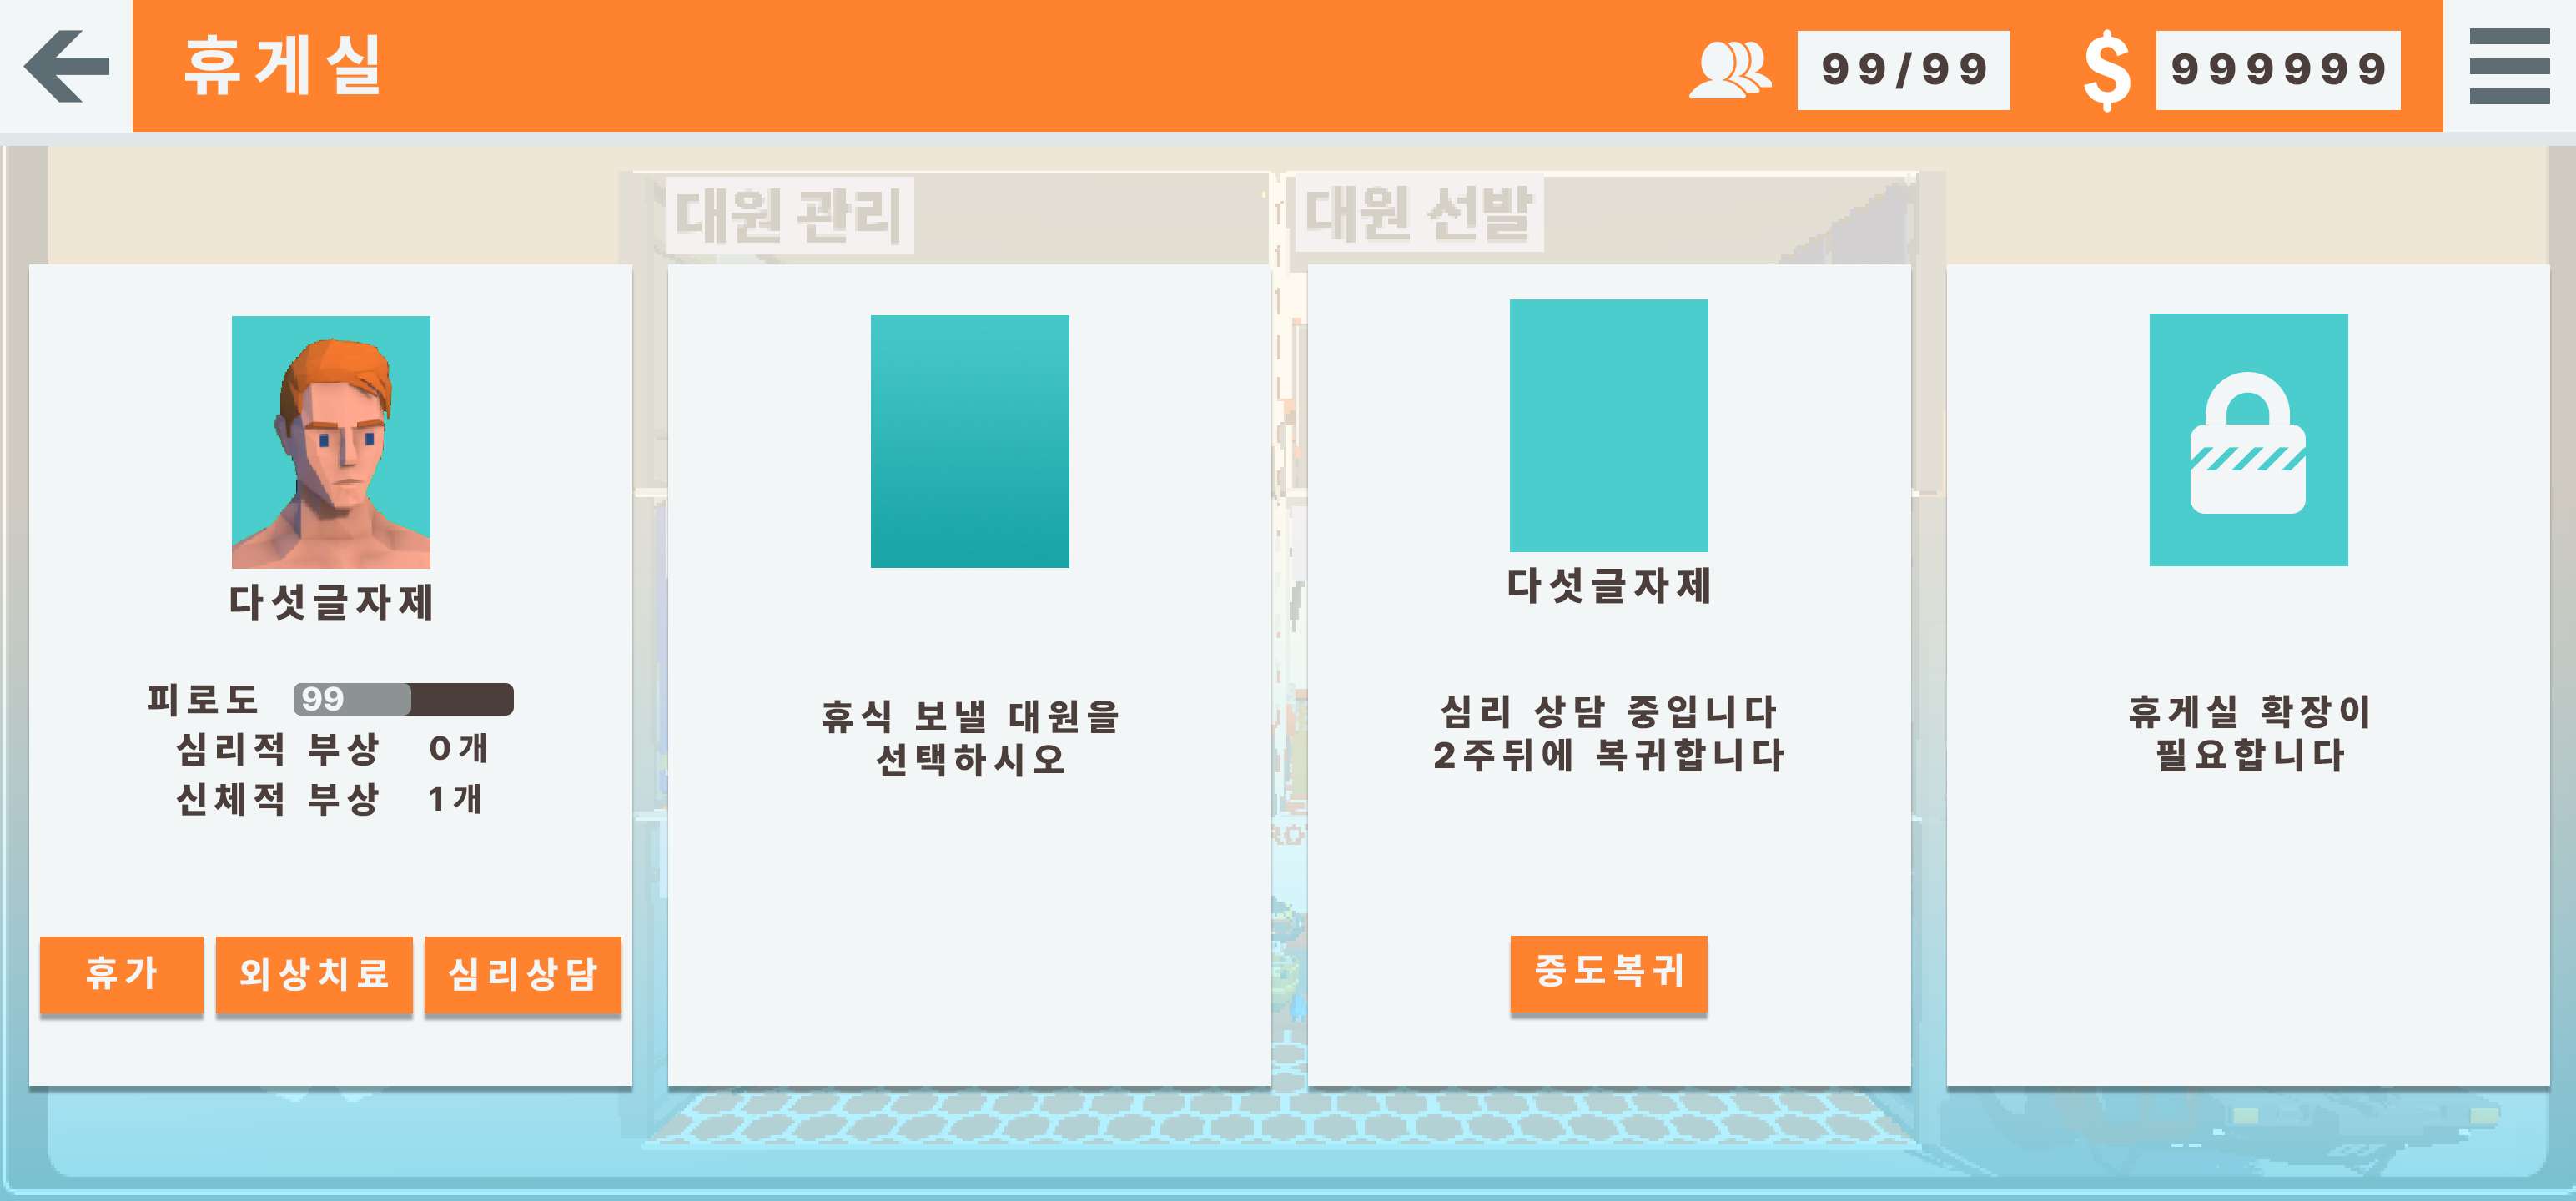 휴게실
99/99
$ 999999
대원 관리
대원 선발
다섯글자제
피로도 99
심리적 부상 0개
신체적 부상 1개
휴가
외상치료
심리상담
휴식 보낼 대원을
선택하시오
다섯글자제
심리 상담 중입니다
2주뒤에 복귀합니다
중도복귀
휴게실 확장이
필요합니다